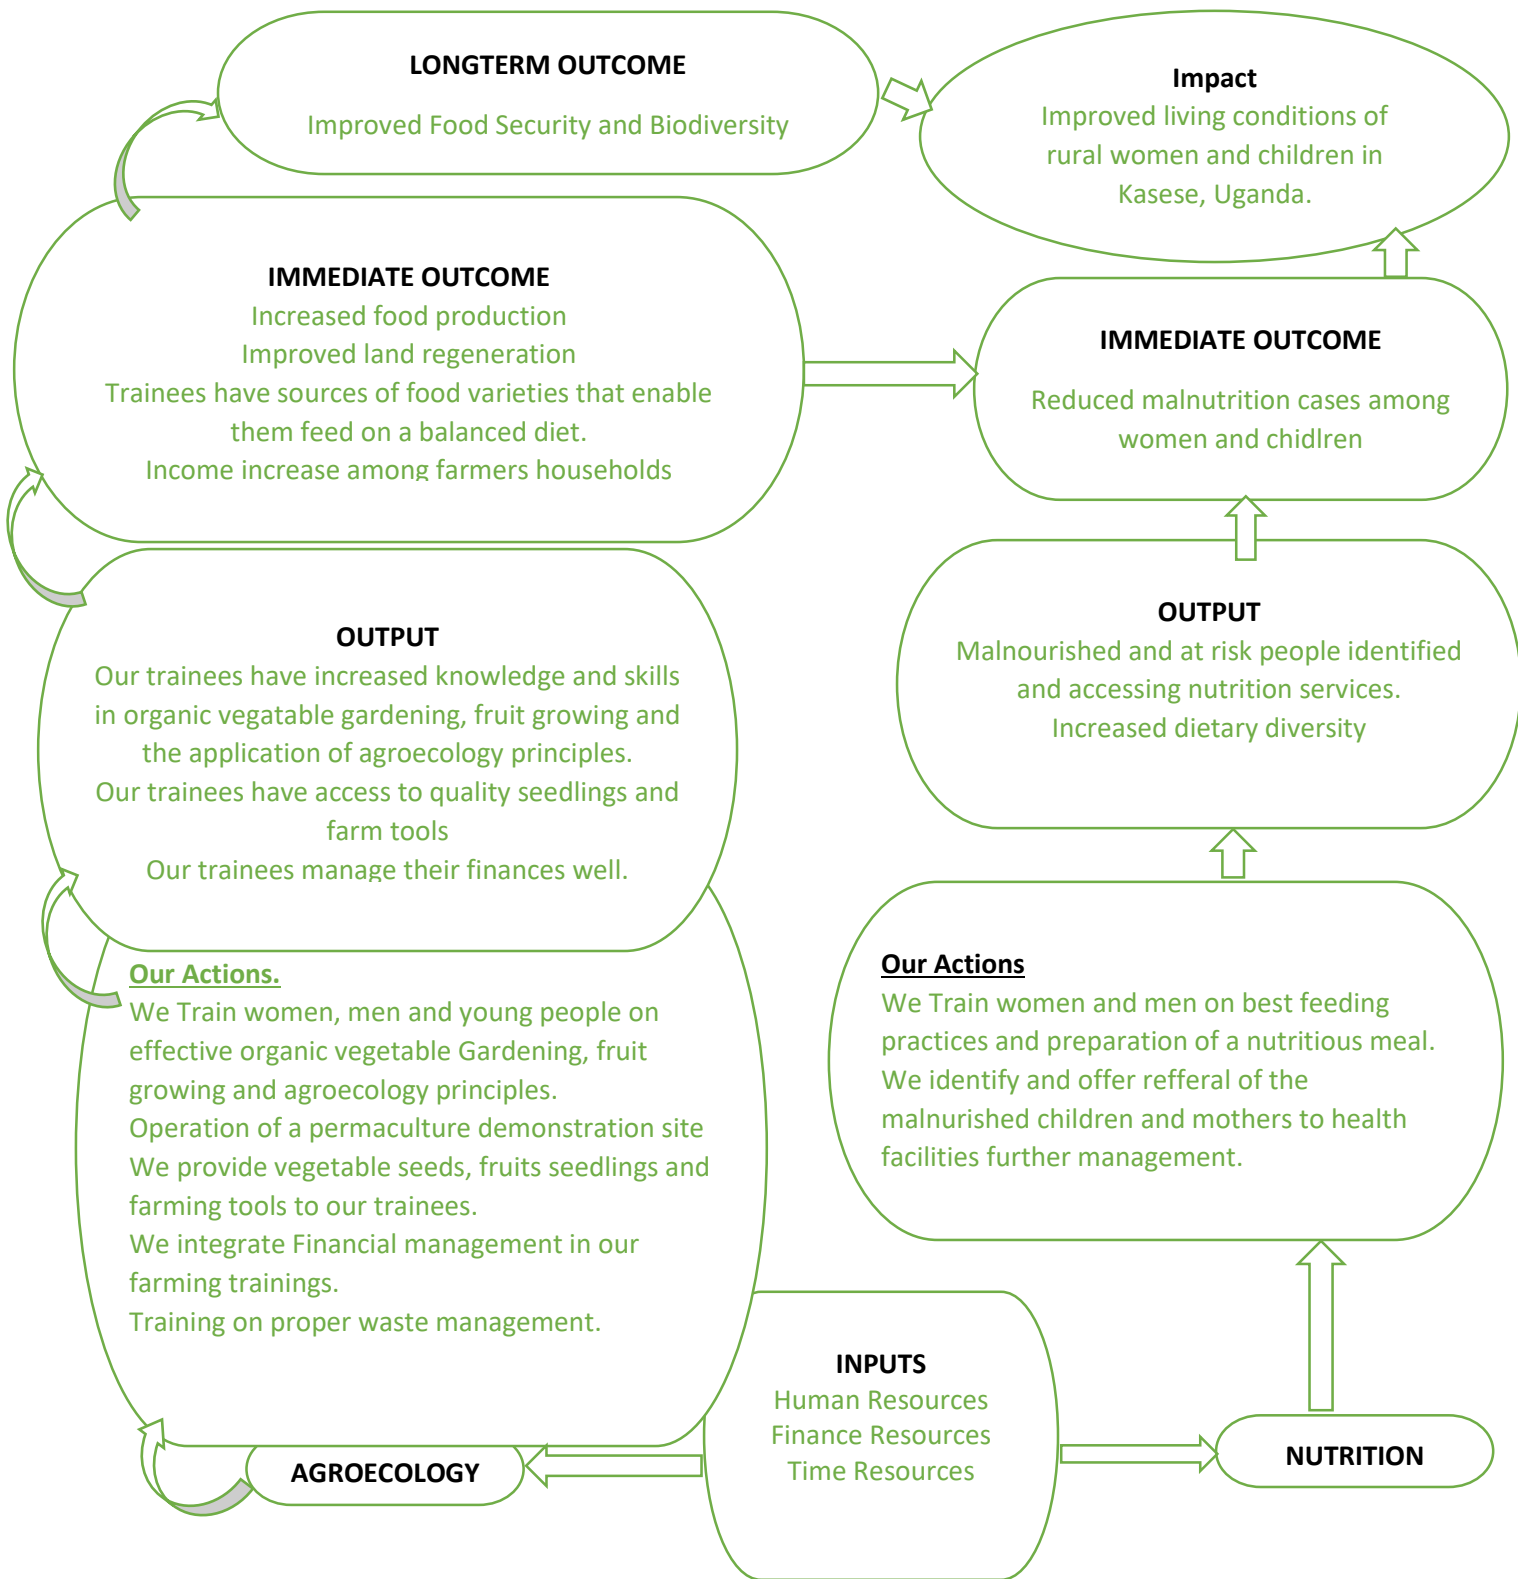 LONGTERM OUTCOME
Improved Food Security and Biodiversity
Impact
Improved living conditions of
rural women and children in
Kasese, Uganda.
IMMEDIATE OUTCOME
Increased food production
Improved land regeneration
Trainees have sources of food varieties that enable
them feed on a balanced diet.
Income increase among farmers households
IMMEDIATE OUTCOME
Reduced malnutrition cases among
women and chidlren
OUTPUT
Our trainees have increased knowledge and skills
in organic vegatable gardening, fruit growing and
the application of agroecology principles.
Our trainees have access to quality seedlings and
farm tools
Our trainees manage their finances well.
OUTPUT
Malnourished and at risk people identified
and accessing nutrition services.
Increased dietary diversity
Our Actions.
We Train women, men and young people on
effective organic vegetable Gardening, fruit
growing and agroecology principles.
Operation of a permaculture demonstration site
We provide vegetable seeds, fruits seedlings and
farming tools to our trainees.
We integrate Financial management in our
farming trainings.
Training on proper waste management.
Our Actions
We Train women and men on best feeding
practices and preparation of a nutritious meal.
We identify and offer refferal of the
malnurished children and mothers to health
facilities further management.
INPUTS
Human Resources
Finance Resources
Time Resources
AGROECOLOGY
NUTRITION